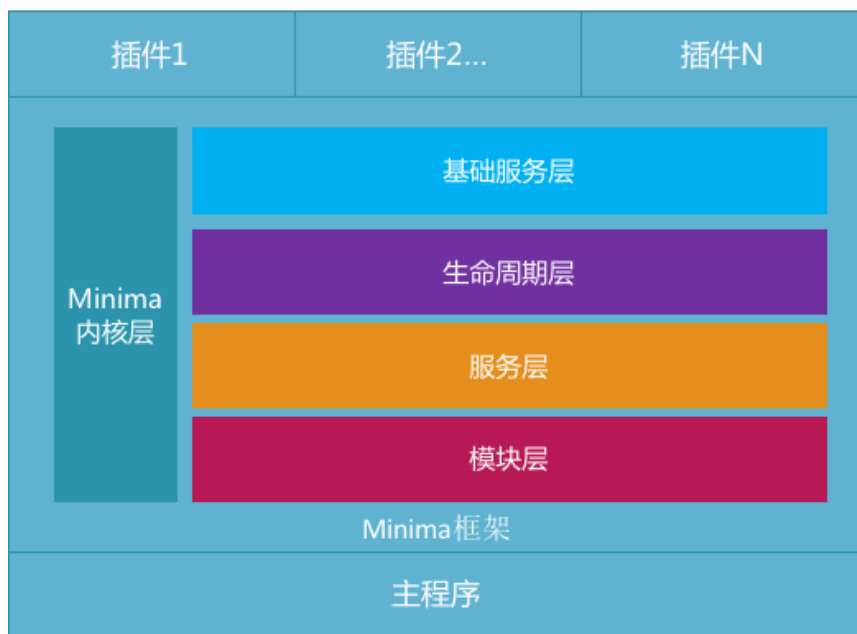 插件1
插件2...
插件N
基础服务层
生命周期层
Minima
内核层
服务层
模块层
Minima框架
主程序